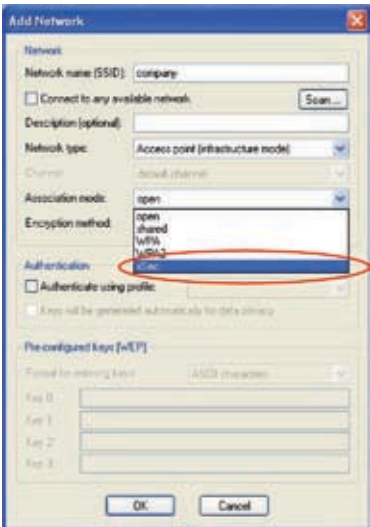 Add Network
Network
Network name (SSID): company
Connect to any available network
Scan...
Description (optional):
Network type: Access point (infrastructure mode)
Channel: default channel
Association mode: open
open
shared
WPA
WPA2
xSec
Encryption method:
Authentication
Authenticate using profile:
Keys will be generated automatically for data privacy
Pre-configured Keys [WEP]
Format for entering keys: ASCII characters
Key 0:
Key 1:
Key 2:
Key 3:
OK Cancel